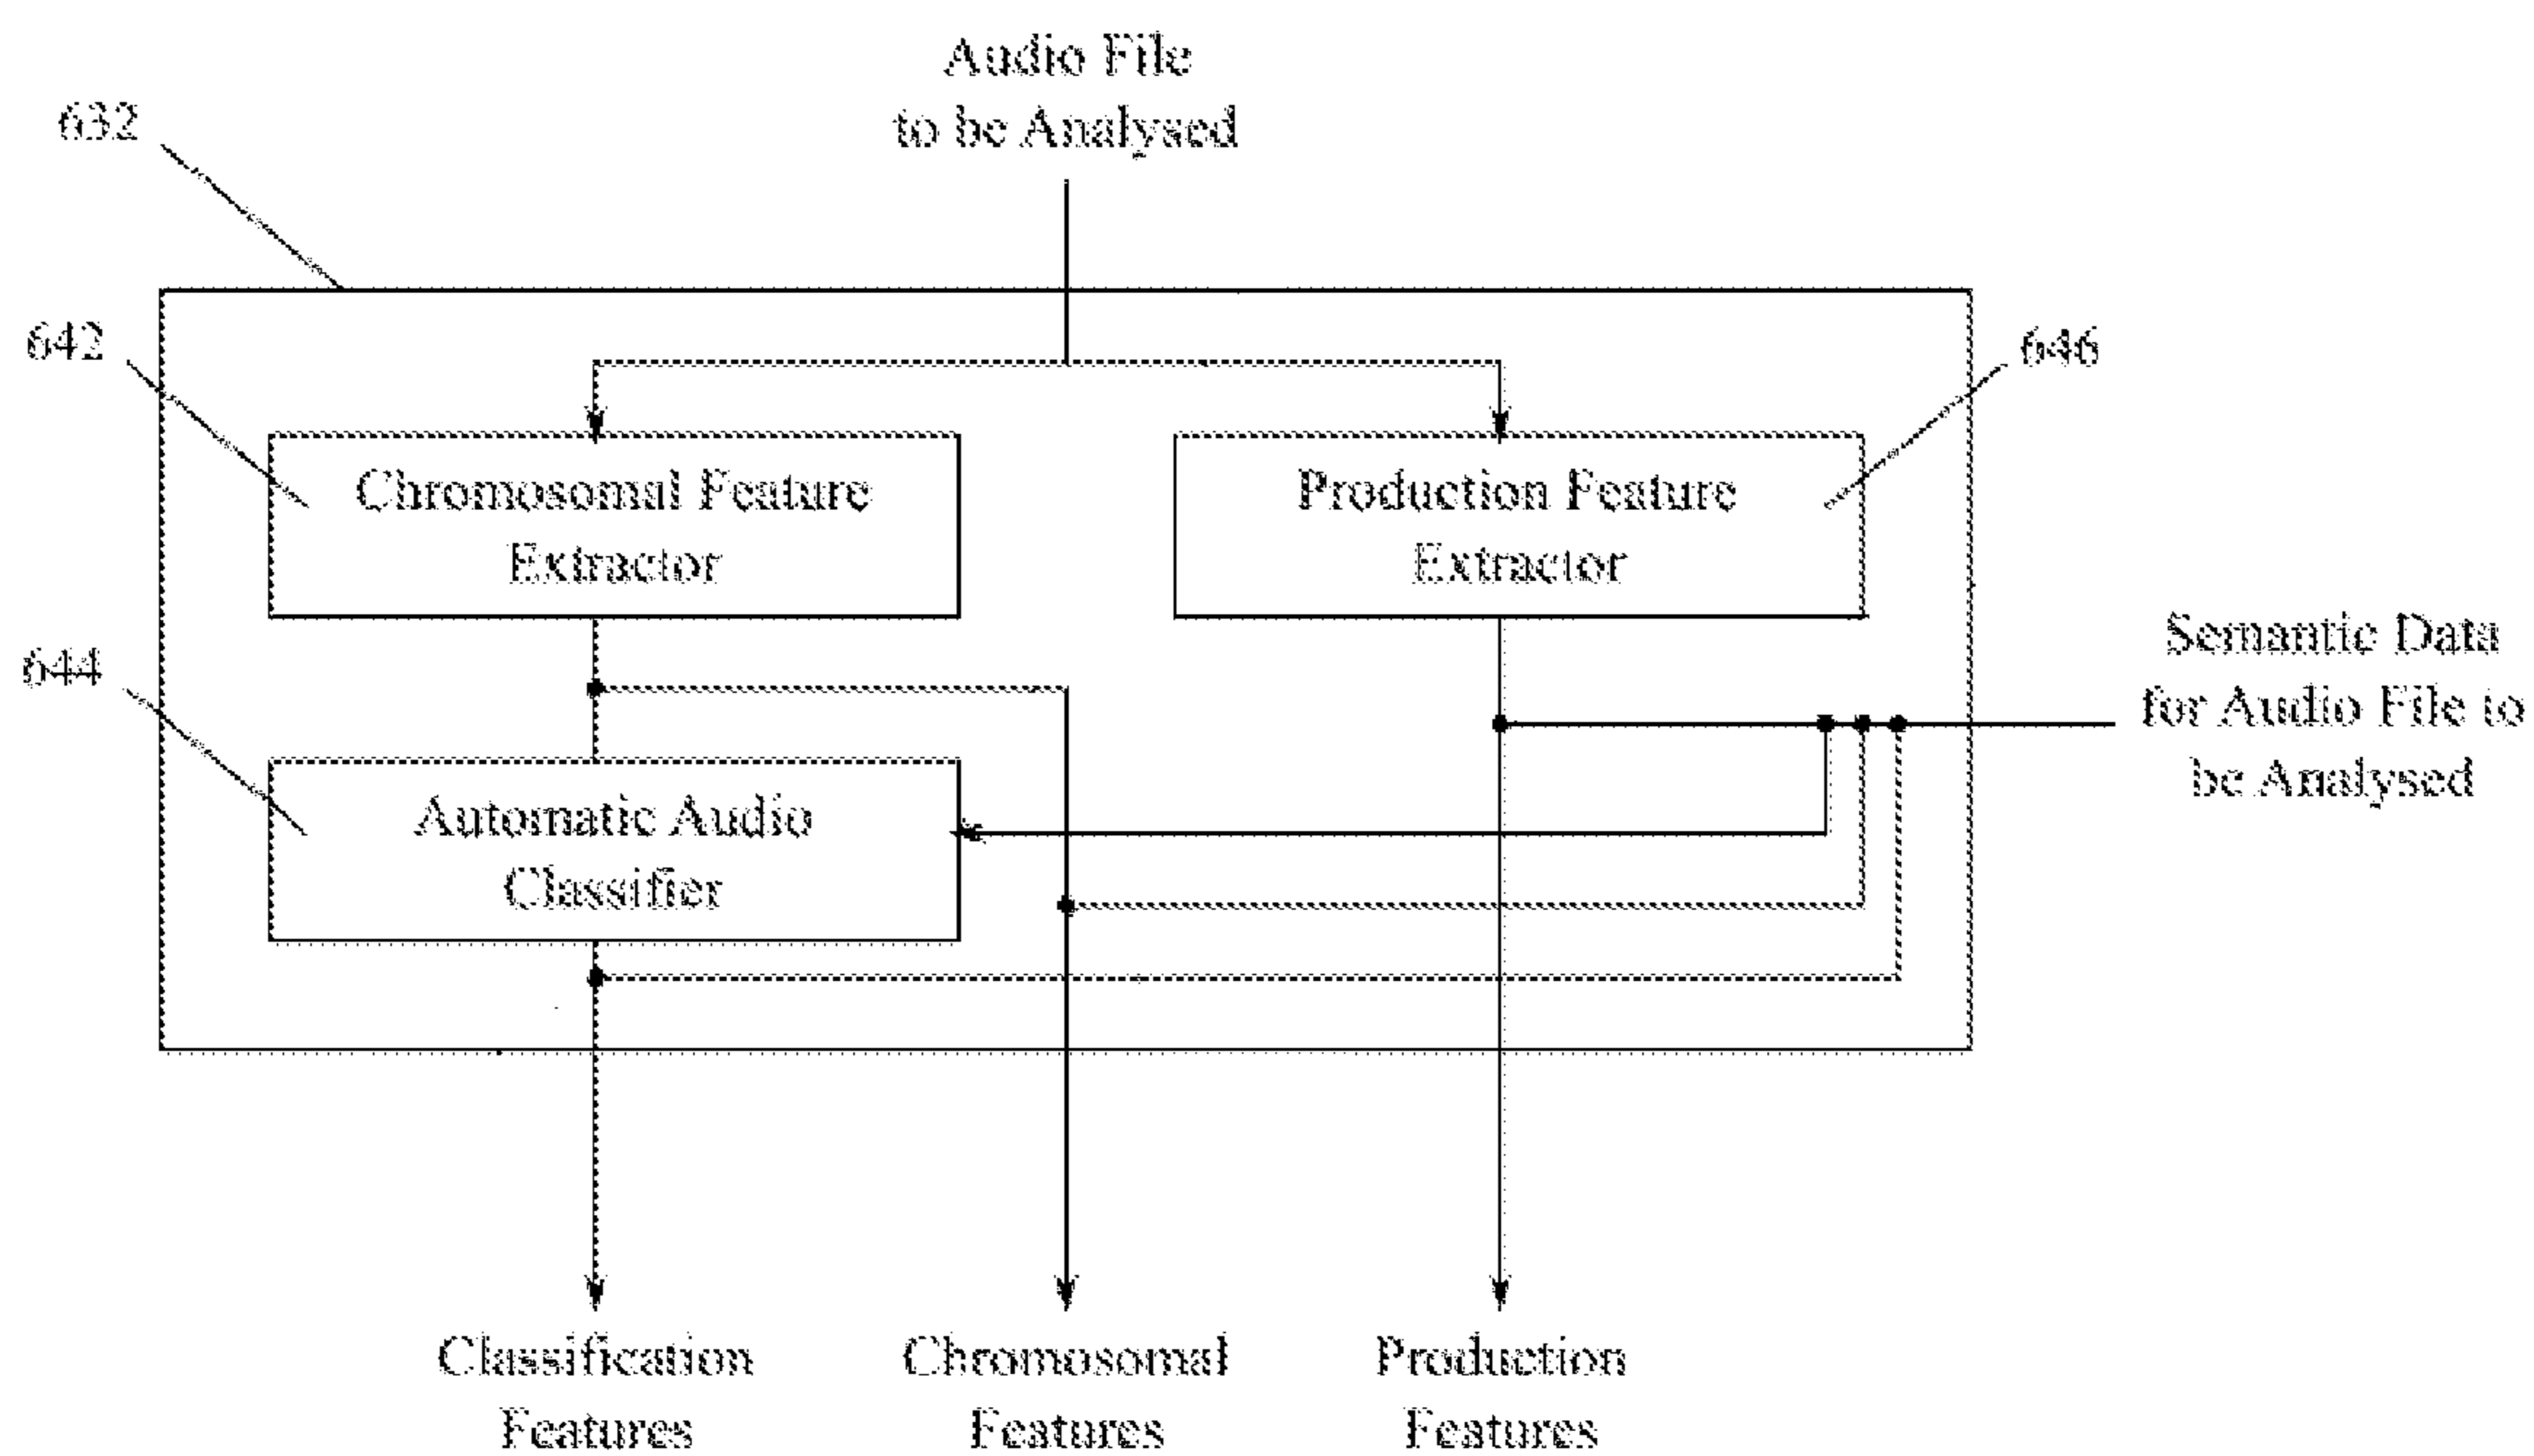 Audio File
to be Analysed
632
642
646
Chromosomal Feature
Extractor
Production Feature
Extractor
Semantic Data
for Audio File to
be Analysed
644
Automatic Audio
Classifier
Classification
Features
Chromosomal
Features
Production
Features